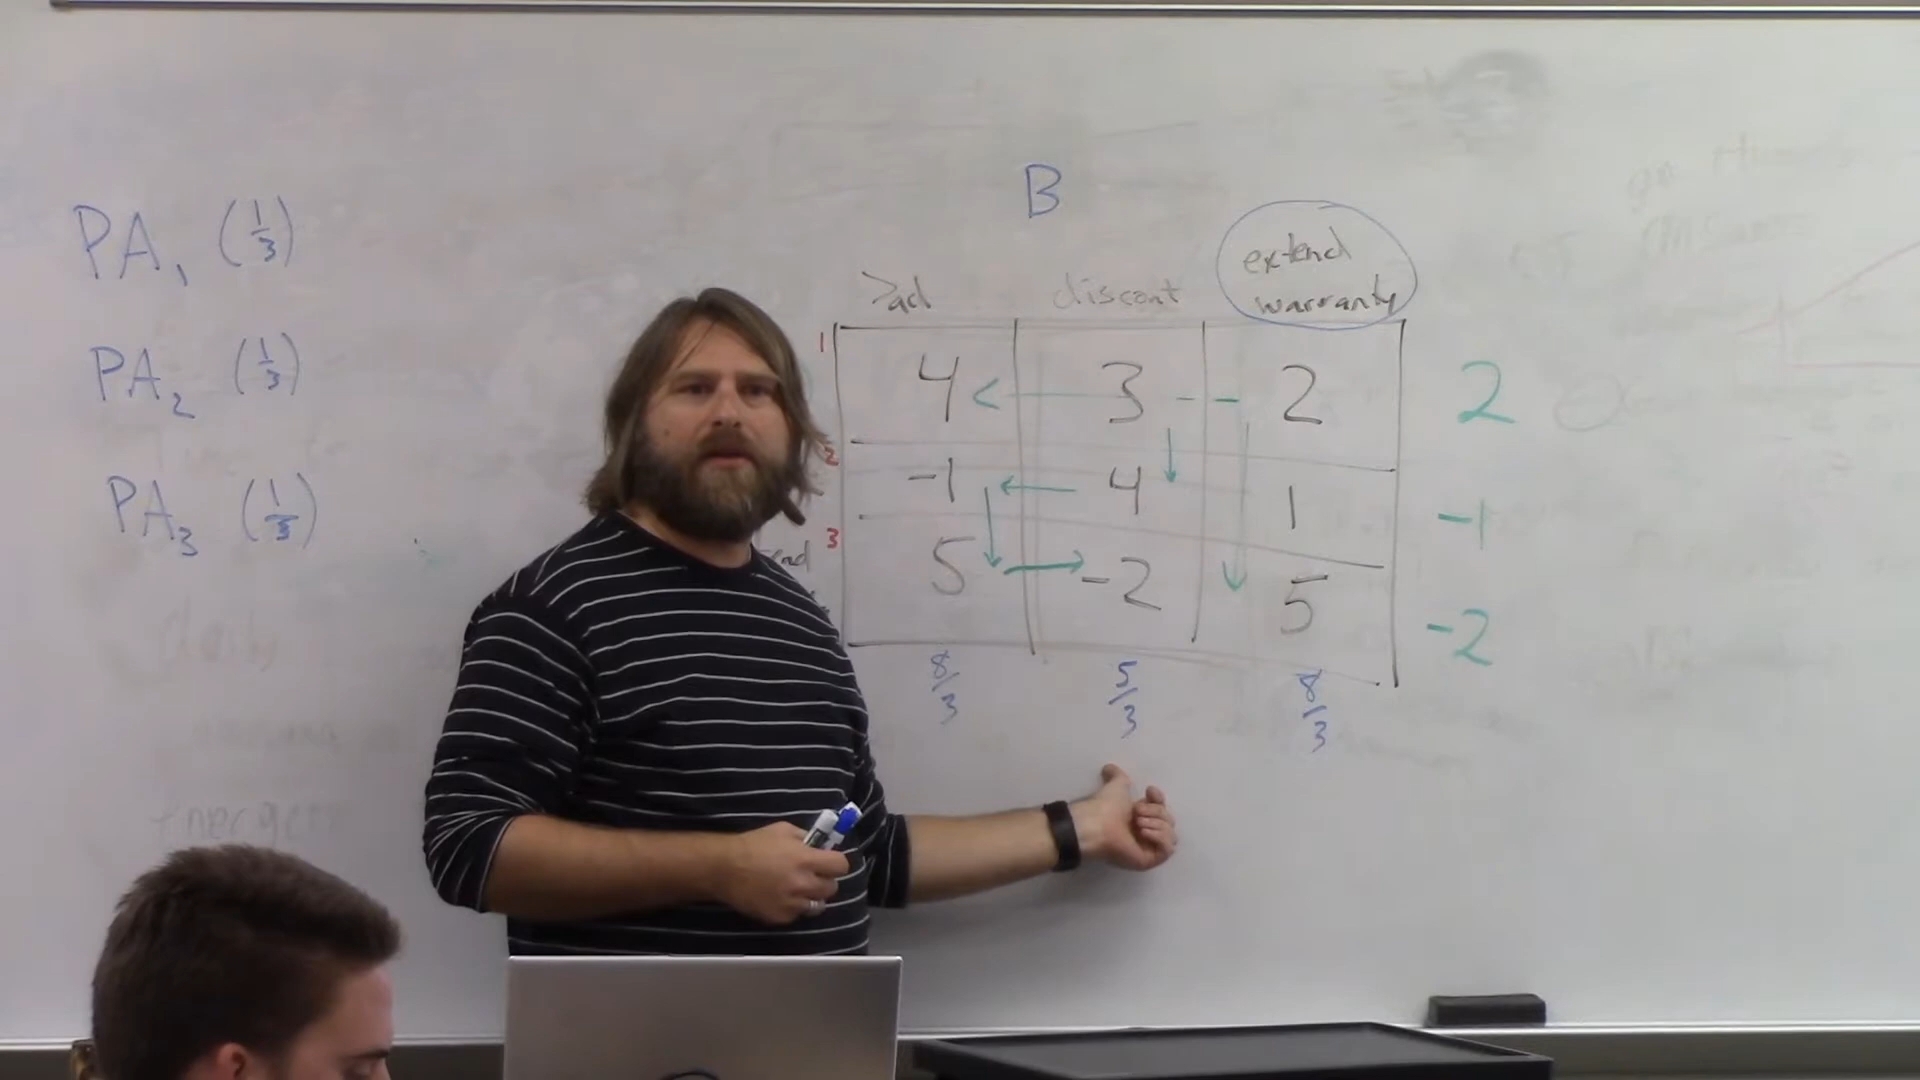 PA₁ (1/3)
PA₂ (1/3)
PA₃ (1/3)
B
>ad discont extend warranty
1 4 < 3 2 2
2 -1 4 1 -1
3 5 -2 5 -2
8/3 5/3 8/3